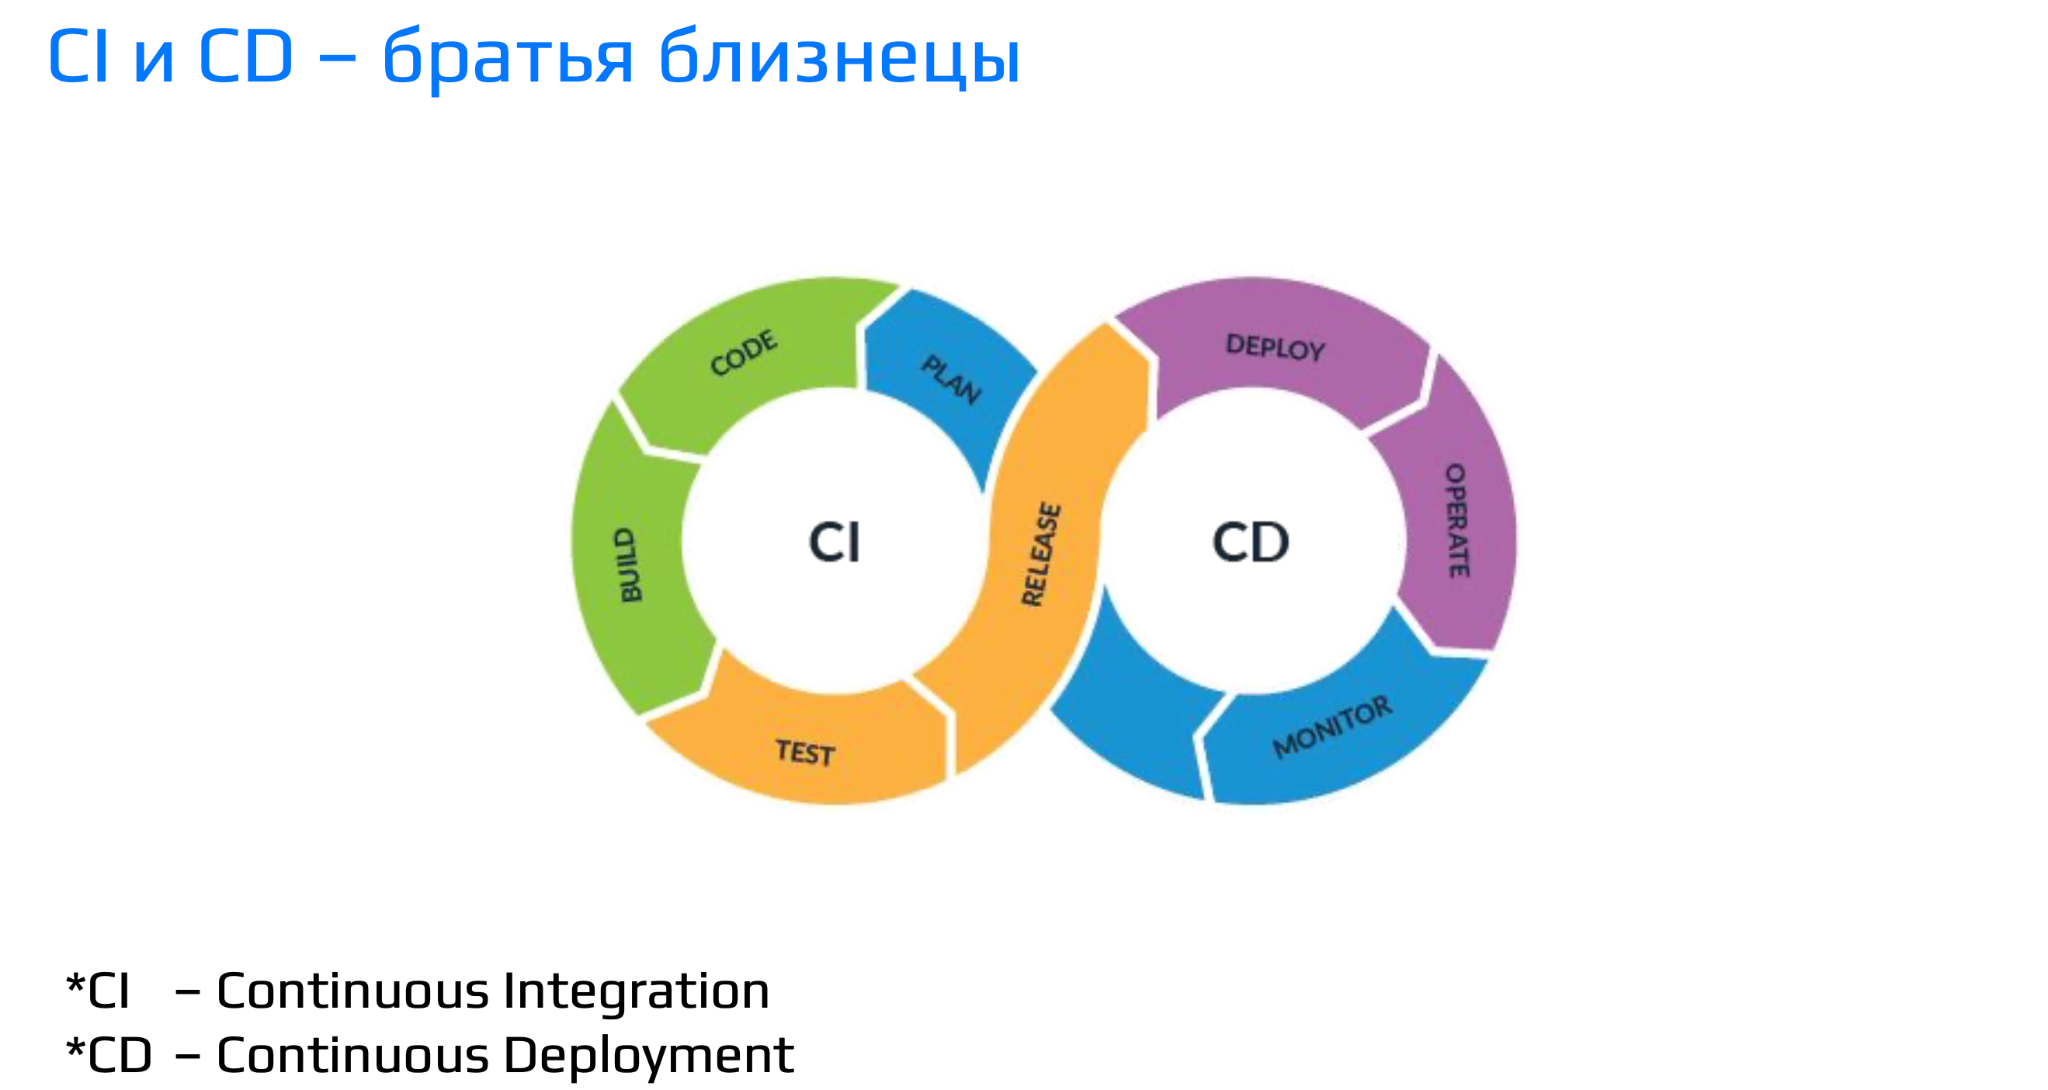 CI и CD – братья близнецы
CODE
PLAN
DEPLOY
BUILD
CI
RELEASE
CD
OPERATE
TEST
MONITOR
*CI – Continuous Integration
*CD – Continuous Deployment